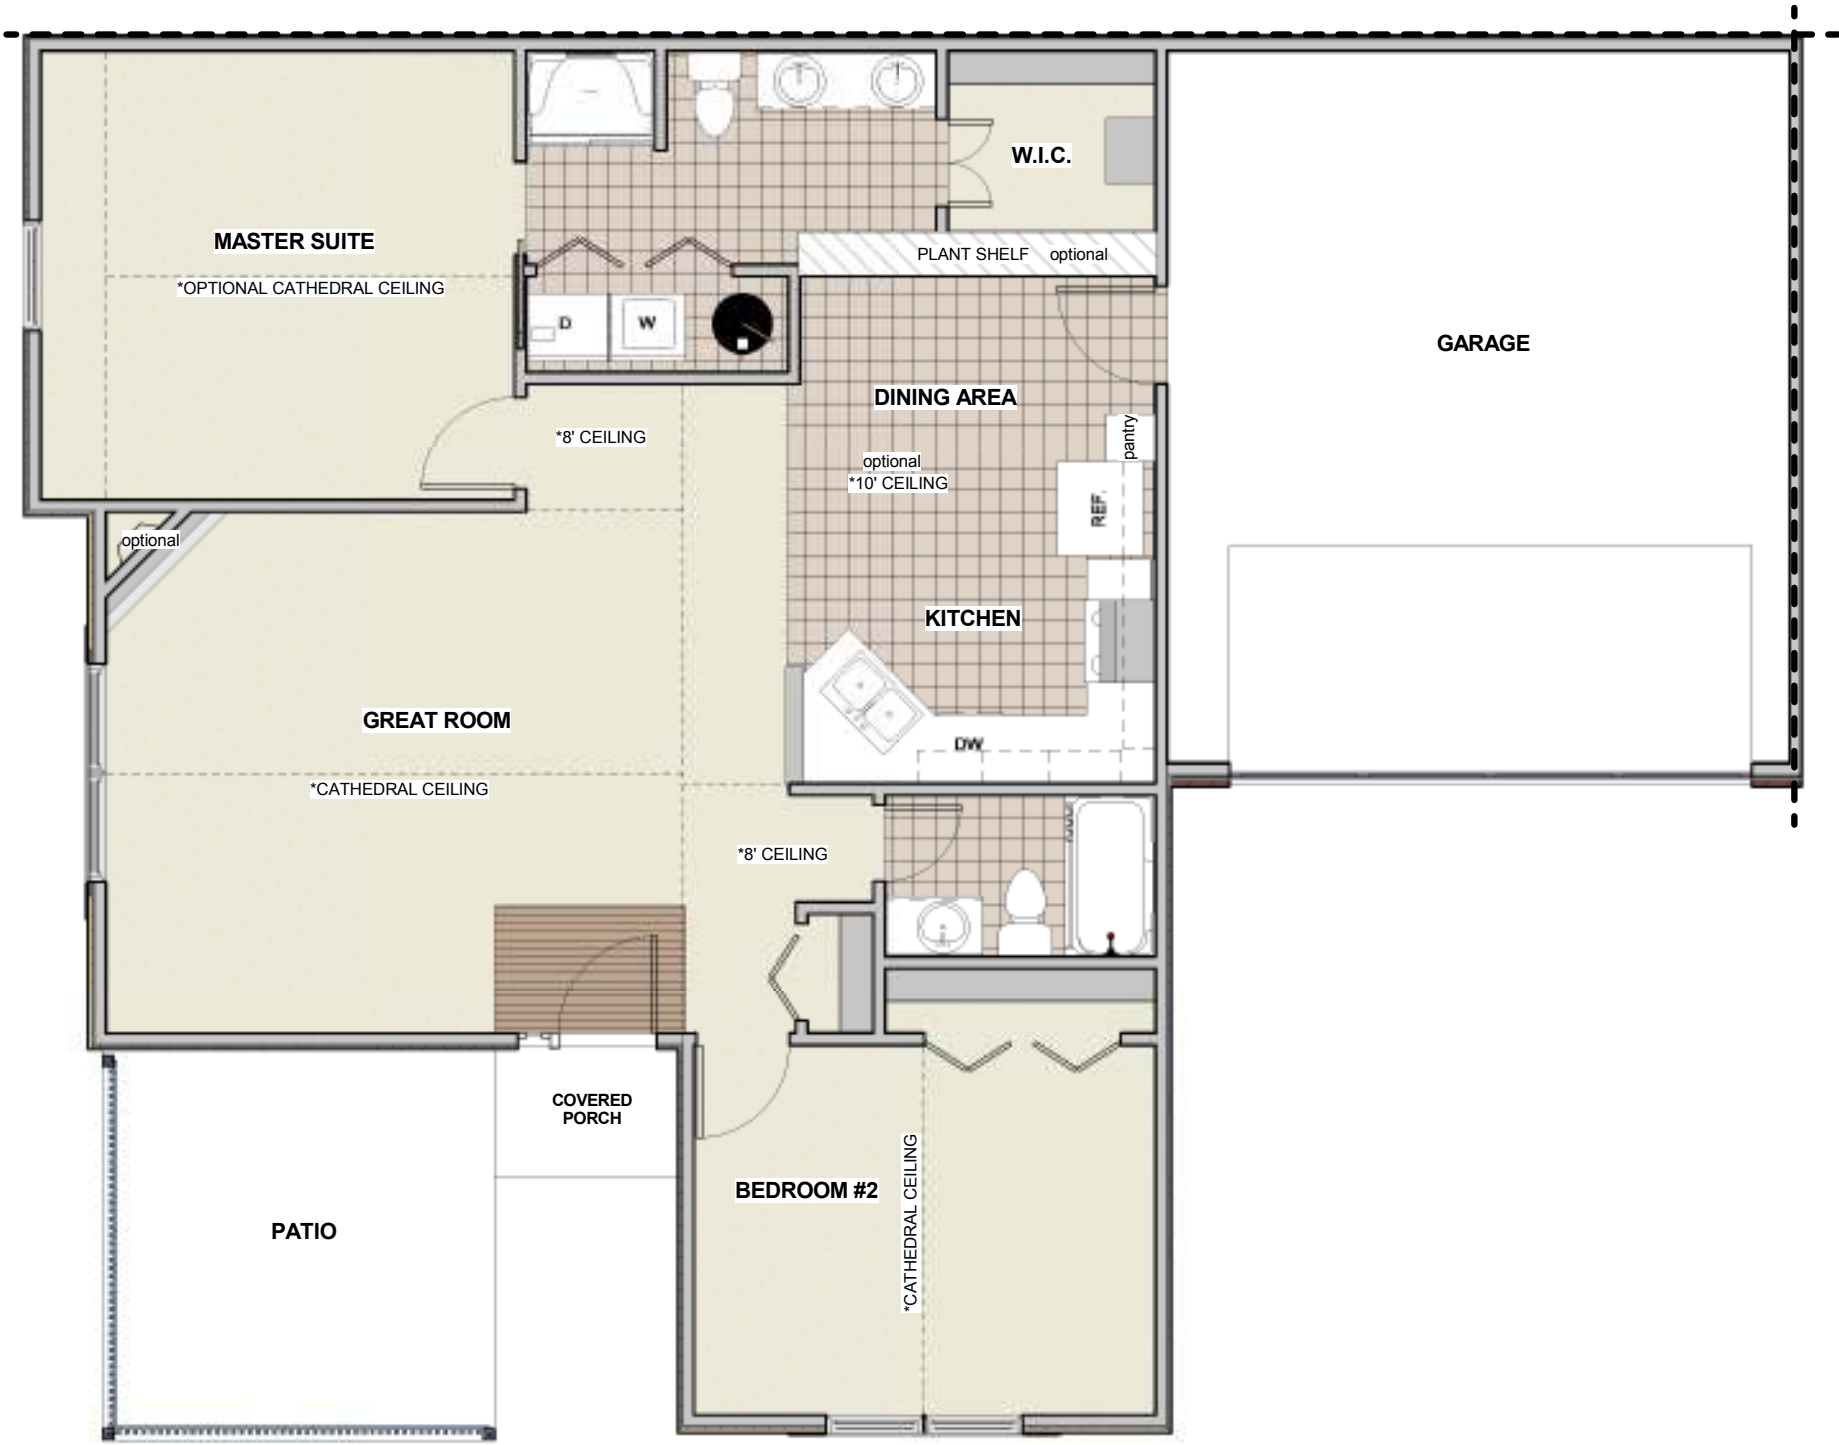 W.I.C.
MASTER SUITE
PLANT SHELF optional
*OPTIONAL CATHEDRAL CEILING
D
W
GARAGE
DINING AREA
*8' CEILING
pantry
optional
*10' CEILING
REF.
optional
KITCHEN
GREAT ROOM
DW
*CATHEDRAL CEILING
*8' CEILING
COVERED
PORCH
*CATHEDRAL CEILING
BEDROOM #2
PATIO